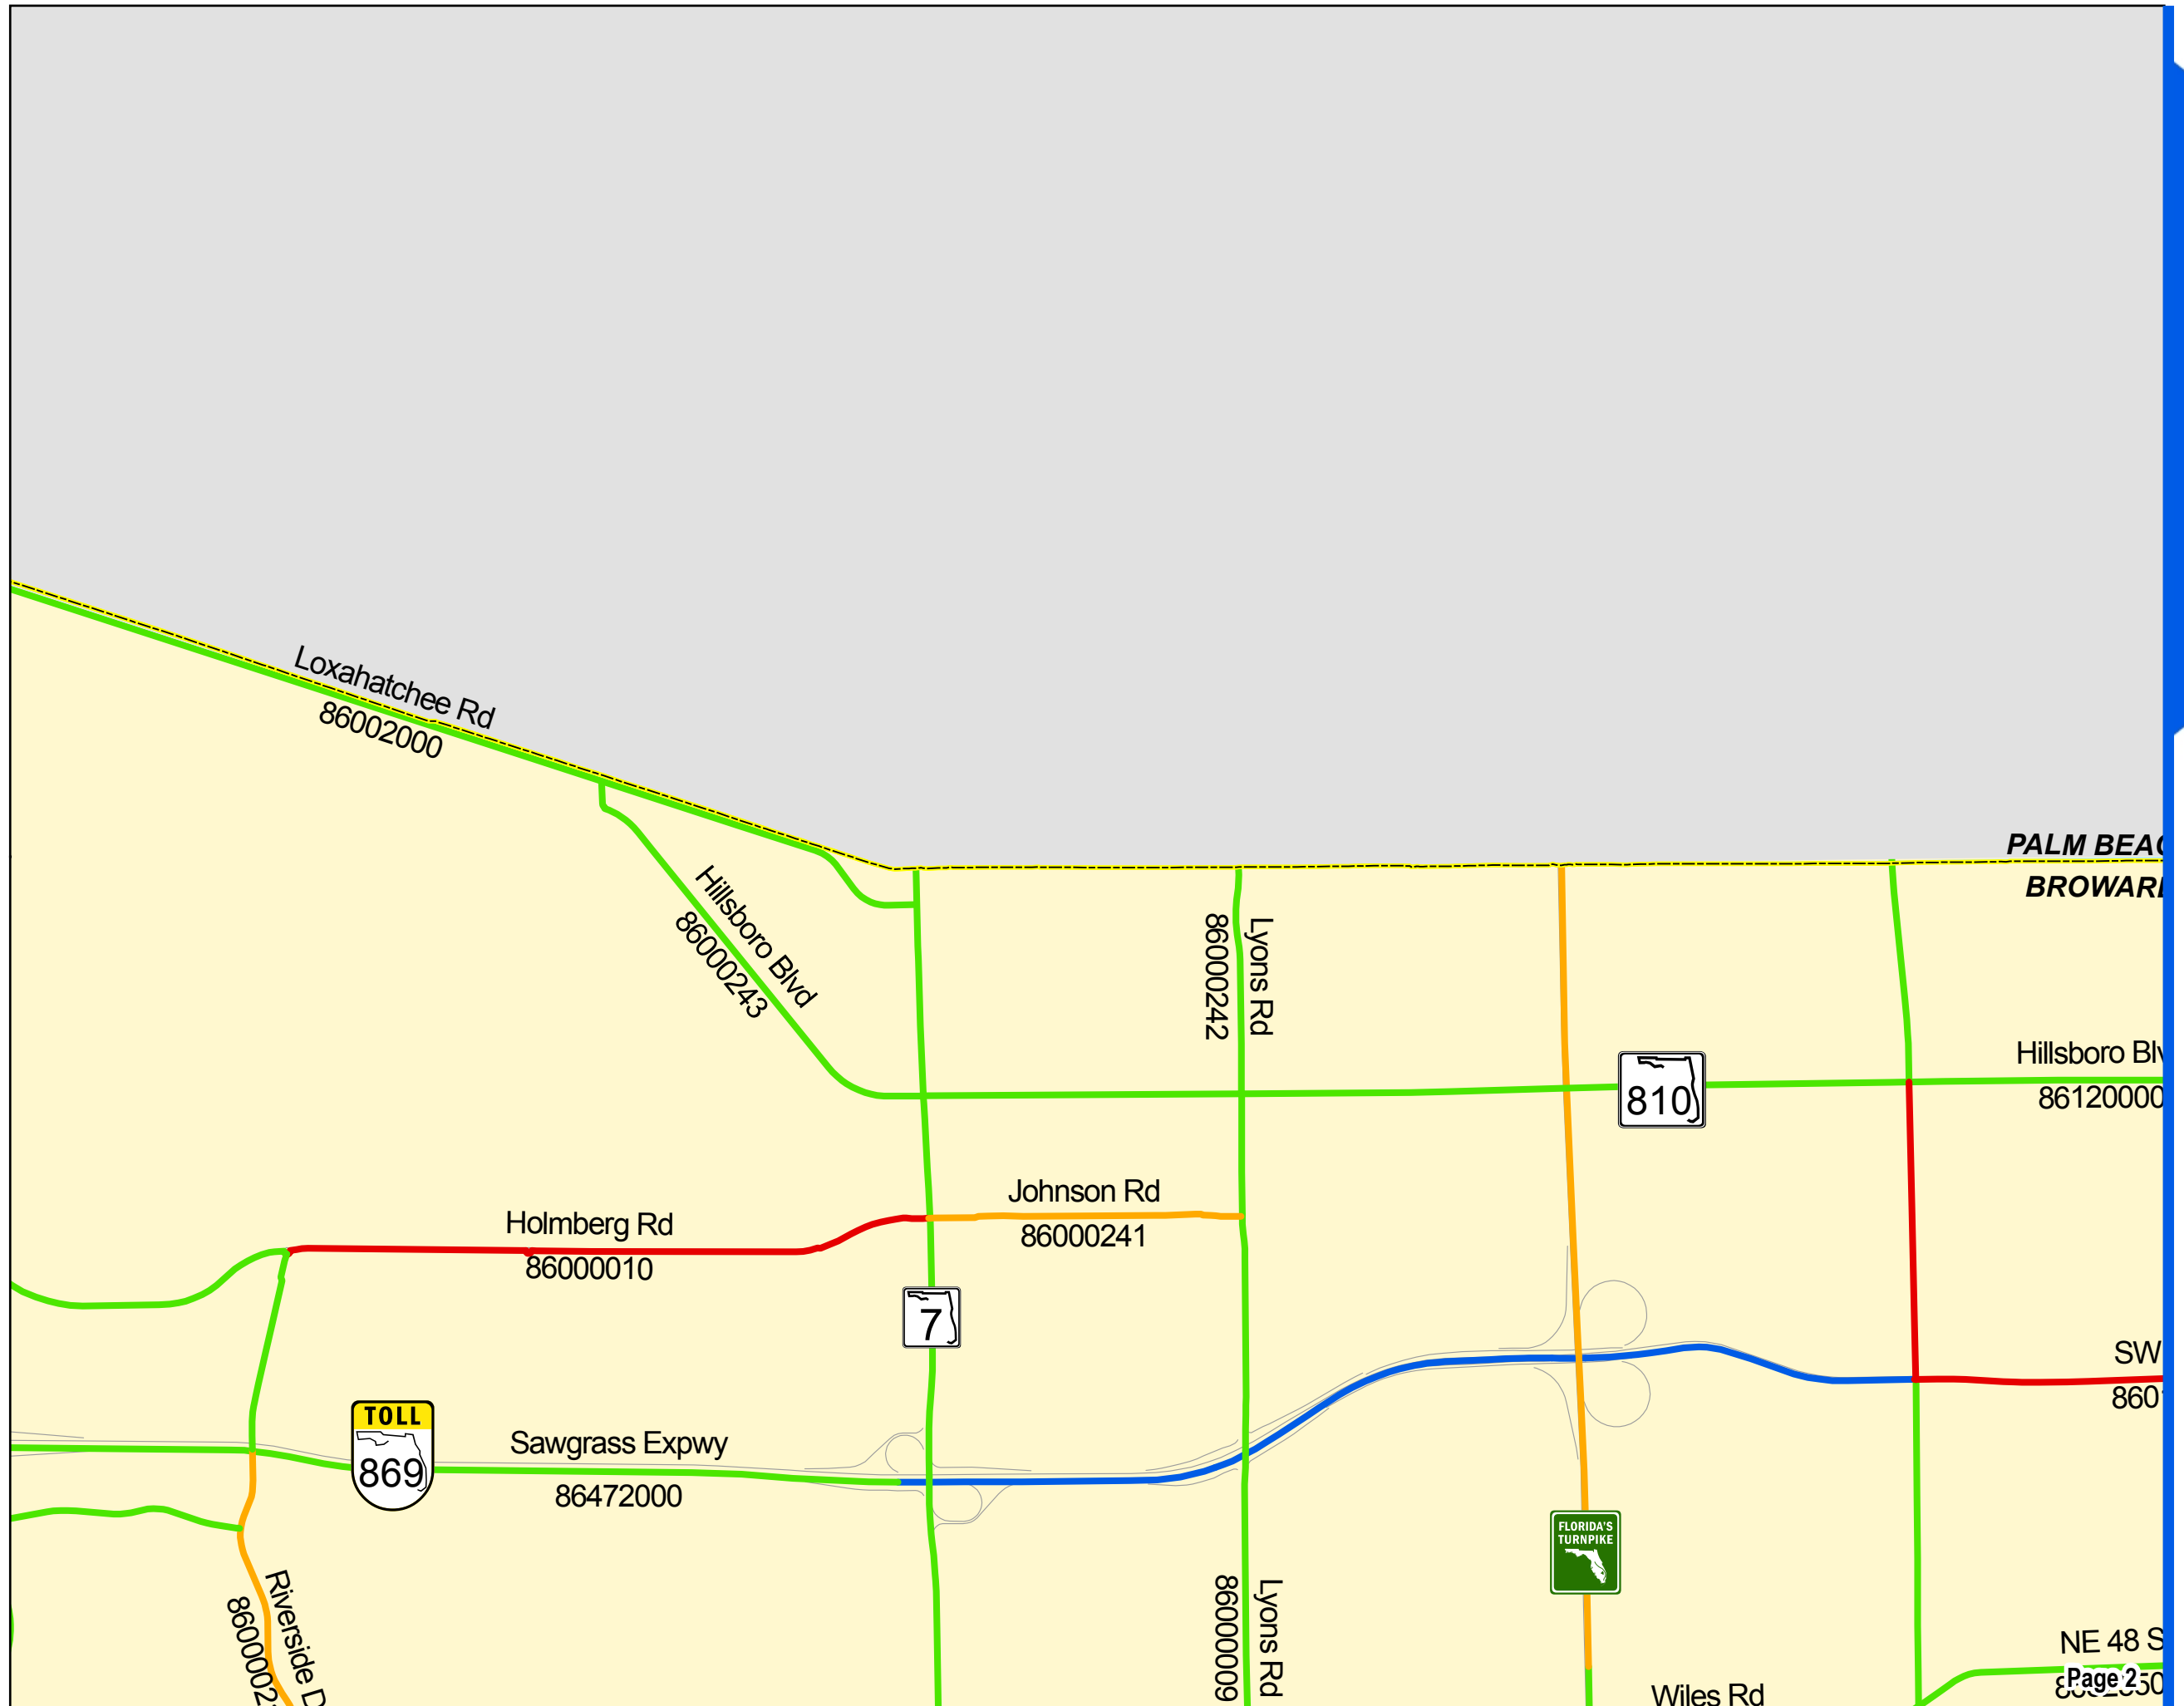 Loxahatchee Rd
86002000
PALM BEAC
BROWARD
Hillsboro Blvd
86000243
Lyons Rd
86000242
Hillsboro Blv
86120000
810
Johnson Rd
86000241
Holmberg Rd
86000010
7
SW
8601
TOLL
869
Sawgrass Expwy
86472000
FLORIDA'S
TURNPIKE
Riverside D
8600002
Lyons Rd
86000009
NE 48 S
Page 2
Wiles Rd